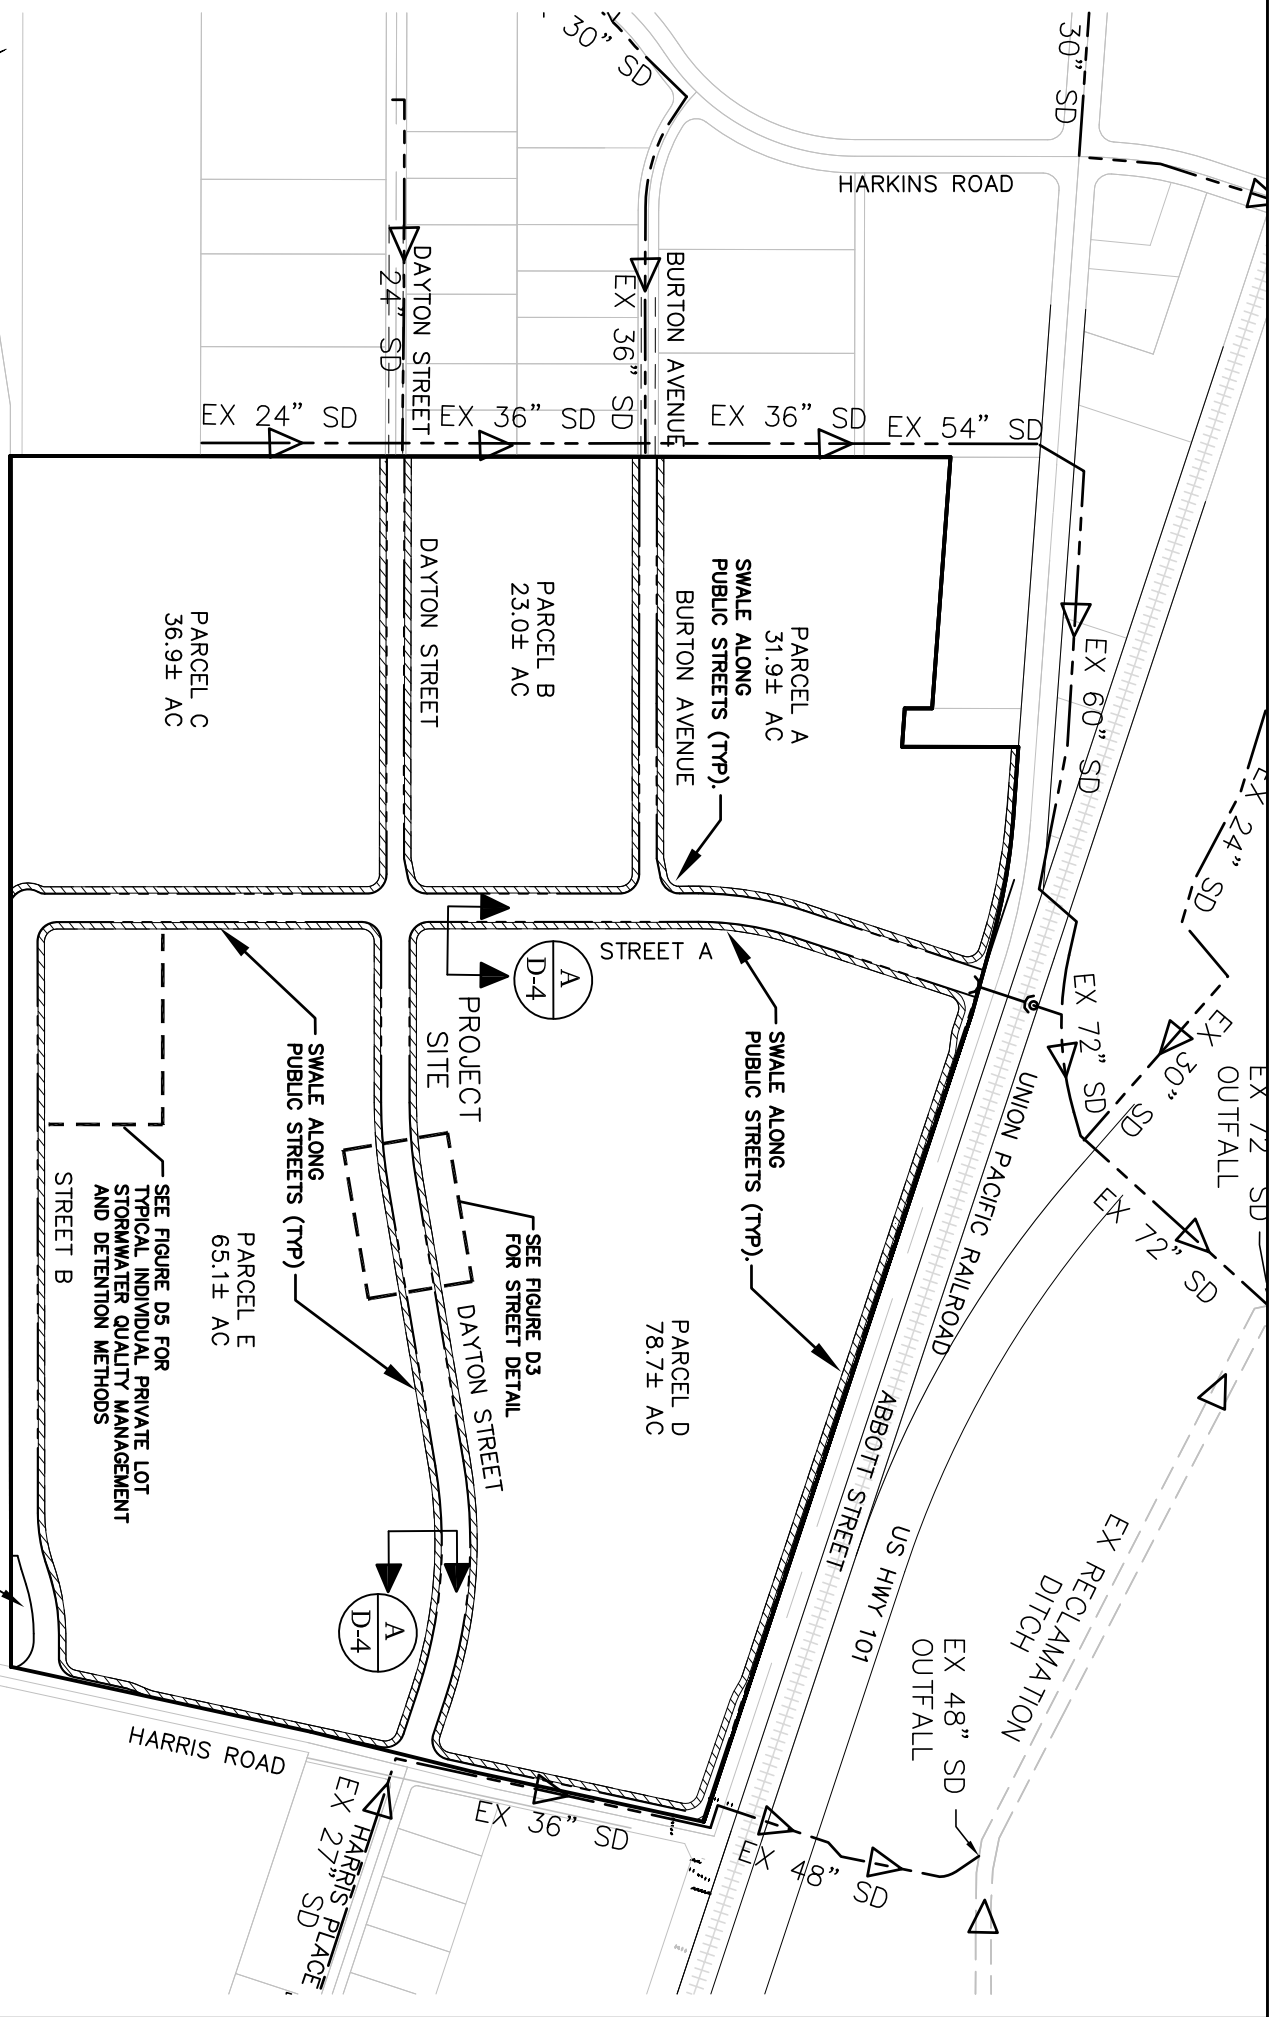 30” SD
30” SD
HARKINS ROAD
DAYTON STREET
24” SD
BURTON AVENUE
EX 36” SD
EX 24” SD
EX 36” SD
EX 36” SD
EX 54” SD
EX 60” SD
EX 24” SD
EX 30” SD
EX 72” SD
EX 72” SD
EX 72” SD
OUTFALL
PARCEL A
31.9± AC
SWALE ALONG
PUBLIC STREETS (TYP).
BURTON AVENUE
PARCEL B
23.0± AC
DAYTON STREET
PARCEL C
36.9± AC
STREET A
A
D-4
PROJECT
SITE
SWALE ALONG
PUBLIC STREETS (TYP).
SWALE ALONG
PUBLIC STREETS (TYP)
UNION PACIFIC RAILROAD
ABBOTT STREET
US HWY 101
EX RECLAMATION
DITCH
SEE FIGURE D3
FOR STREET DETAIL
DAYTON STREET
PARCEL D
78.7± AC
PARCEL E
65.1± AC
SEE FIGURE D5 FOR
TYPICAL INDIVIDUAL PRIVATE LOT
STORMWATER QUALITY MANAGEMENT
AND DETENTION METHODS
STREET B
A
D-4
EX 48” SD
OUTFALL
HARRIS ROAD
EX 36” SD
EX 48” SD
HARRIS PLACE
EX 27” SD